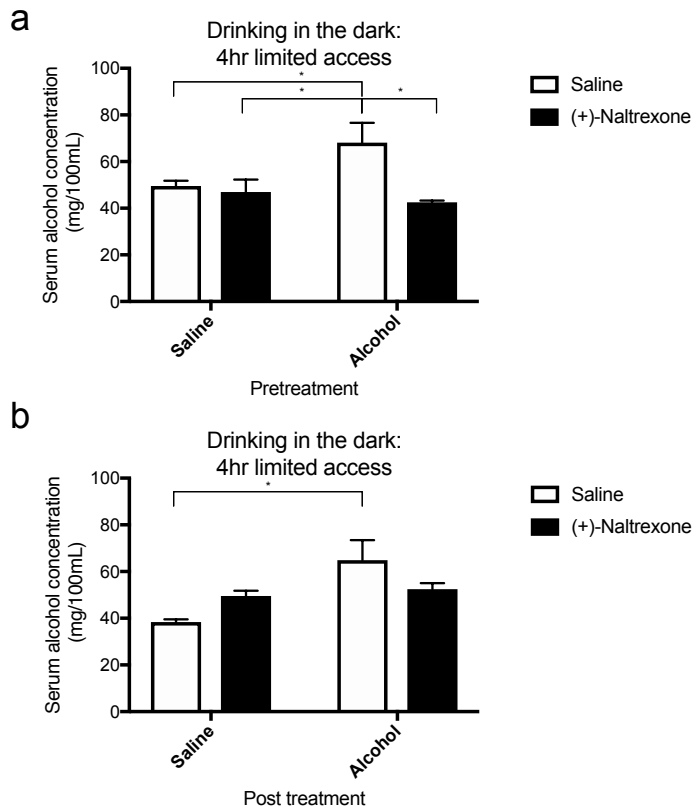 a
Drinking in the dark:
4hr limited access
Serum alcohol concentration
(mg/100mL)
100
80
60
40
20
0
*
*
*
Saline
Alcohol
Pretreatment
Saline
(+)-Naltrexone
b
Drinking in the dark:
4hr limited access
Serum alcohol concentration
(mg/100mL)
100
80
60
40
20
0
*
Saline
Alcohol
Post treatment
Saline
(+)-Naltrexone